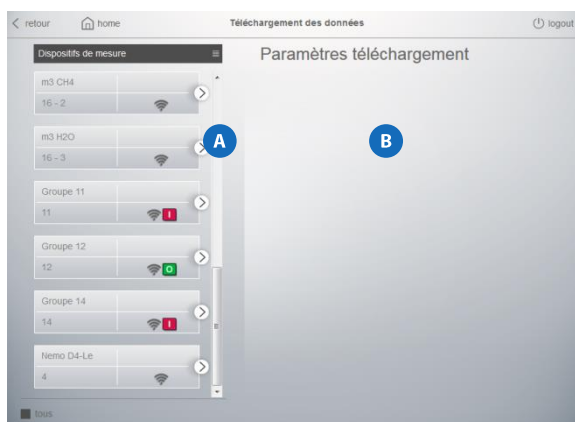 retour home Téléchargement des données logout
Dispositifs de mesure
Paramètres téléchargement
m3 CH4
16 - 2
m3 H2O
16 - 3
A
B
Groupe 11
11 I
Groupe 12
12 O
Groupe 14
14 I
Nemo D4-Le
4
tous